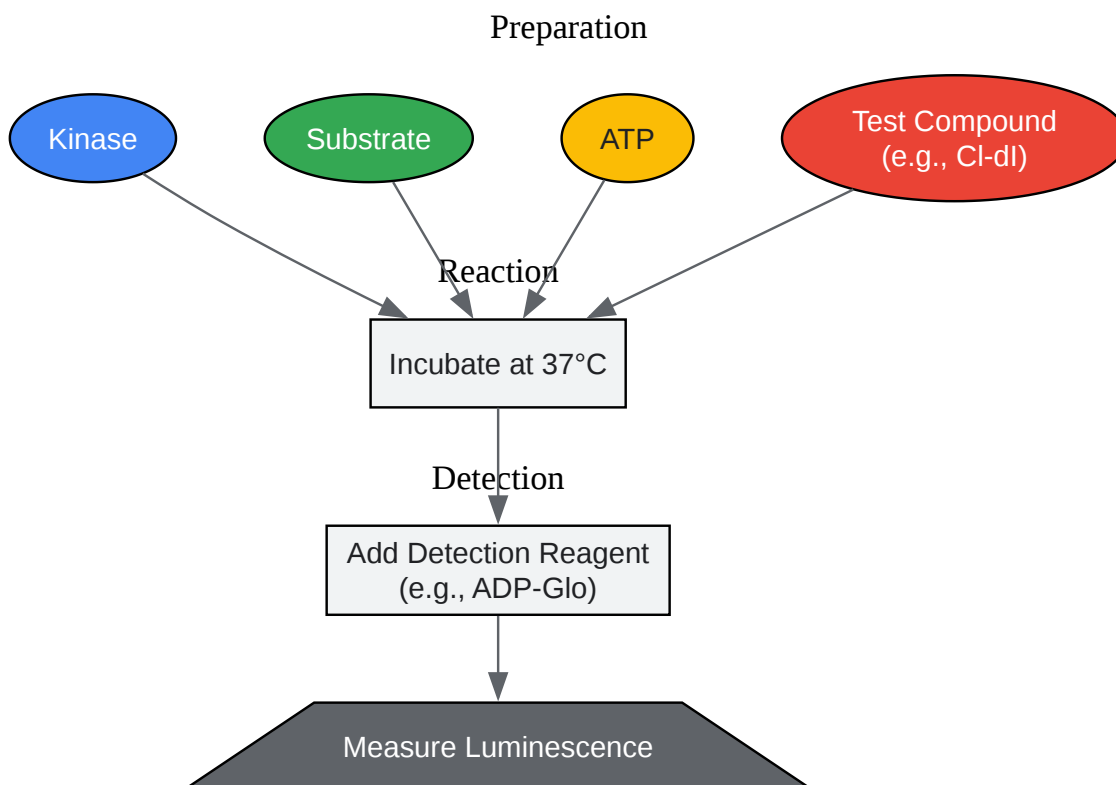 Preparation
Kinase
Substrate
ATP
Test Compound
(e.g., Cl-dI)
Reaction
Incubate at 37°C
Detection
Add Detection Reagent
(e.g., ADP-Glo)
Measure Luminescence